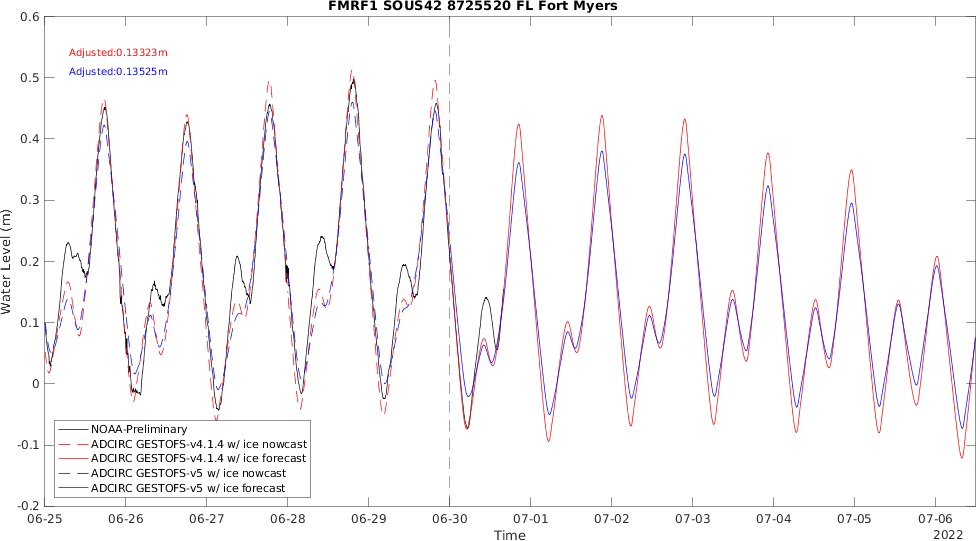 FMRF1 SOUS42 8725520 FL Fort Myers
0.6
Adjusted:0.13323m
Adjusted:0.13525m
0.5
0.4
0.3
0.2
0.1
0
-0.1
-0.2
Water Level (m)
NOAA-Preliminary
ADCIRC GESTOFS-v4.1.4 w/ ice nowcast
ADCIRC GESTOFS-v4.1.4 w/ ice forecast
ADCIRC GESTOFS-v5 w/ ice nowcast
ADCIRC GESTOFS-v5 w/ ice forecast
06-25 06-26 06-27 06-28 06-29 06-30 07-01 07-02 07-03 07-04 07-05 07-06
Time
2022